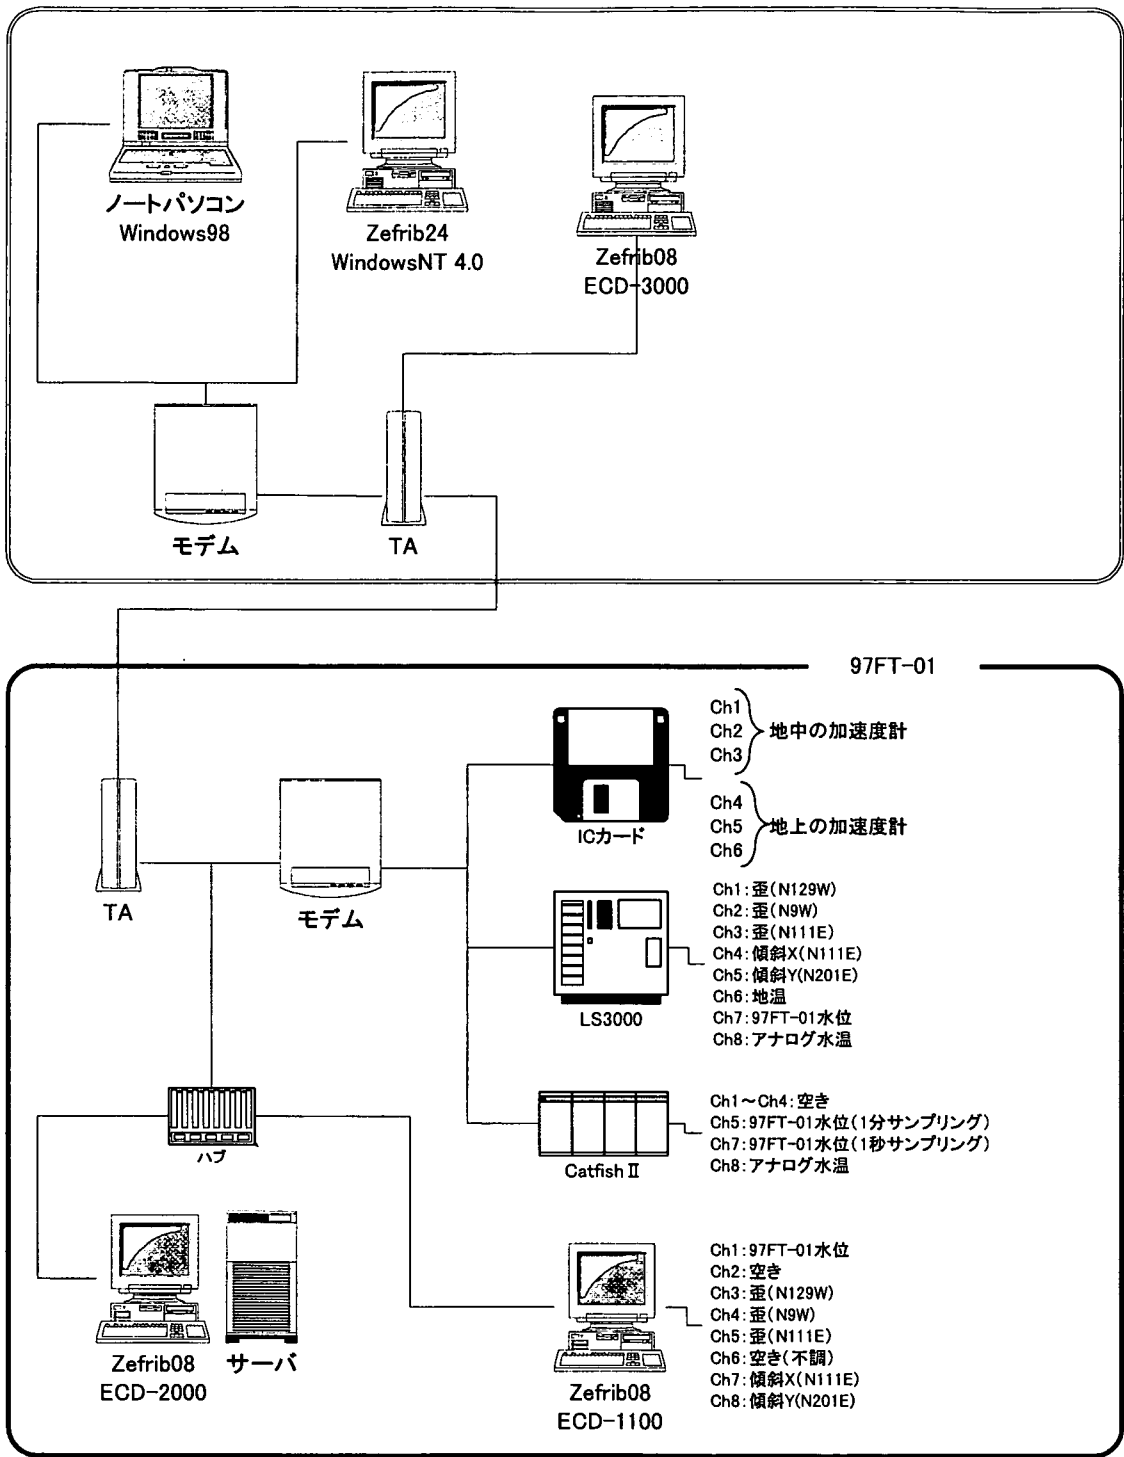 ノートパソコン
Windows98
Zefrib24
WindowsNT 4.0
Zefrib08
ECD-3000
モデム
TA
97FT-01
Ch1
Ch2
Ch3
地中の加速度計
Ch4
Ch5
Ch6
地上の加速度計
ICカード
TA
モデム
Ch1:歪(N129W)
Ch2:歪(N9W)
Ch3:歪(N111E)
Ch4:傾斜X(N111E)
Ch5:傾斜Y(N201E)
Ch6:地温
Ch7:97FT-01水位
Ch8:アナログ水温
LS3000
Ch1~Ch4:空き
Ch5:97FT-01水位(1分サンプリング)
Ch7:97FT-01水位(1秒サンプリング)
Ch8:アナログ水温
Catfish II
ハブ
Zefrib08
ECD-2000
サーバ
Ch1:97FT-01水位
Ch2:空き
Ch3:歪(N129W)
Ch4:歪(N9W)
Ch5:歪(N111E)
Ch6:空き(不調)
Ch7:傾斜X(N111E)
Ch8:傾斜Y(N201E)
Zefrib08
ECD-1100